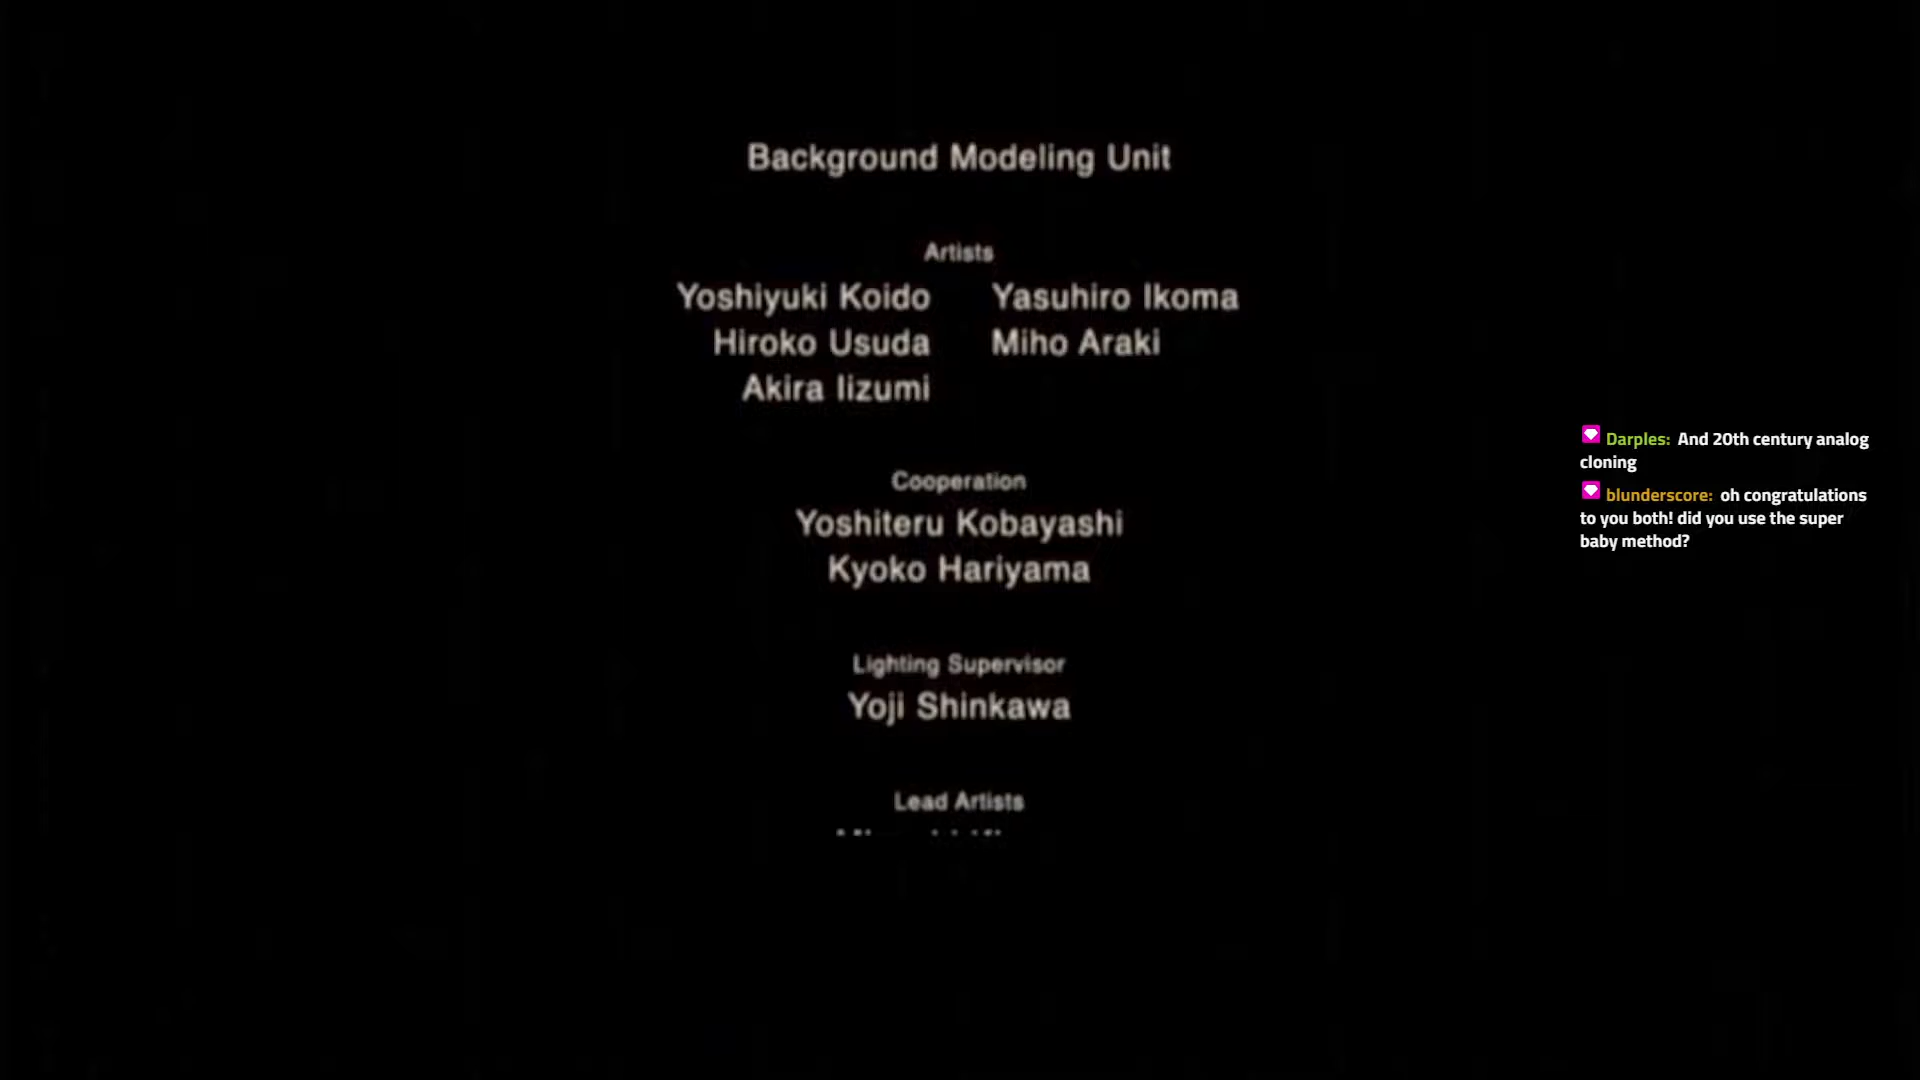 Background Modeling Unit
Artists
Yoshiyuki Koido Yasuhiro Ikoma
Hiroko Usuda Miho Araki
Akira Iizumi
Cooperation
Yoshiteru Kobayashi
Kyoko Hariyama
Lighting Supervisor
Yoji Shinkawa
Lead Artists
Darples: And 20th century analog
cloning
blunderscore: oh congratulations
to you both! did you use the super
baby method?